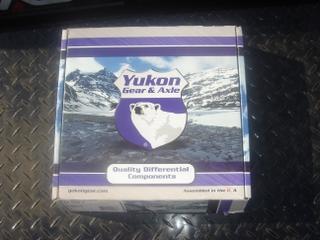 Yukon
Gear & Axle
Quality Differential
Components
yukongear.com
Assembled in the U.S.A